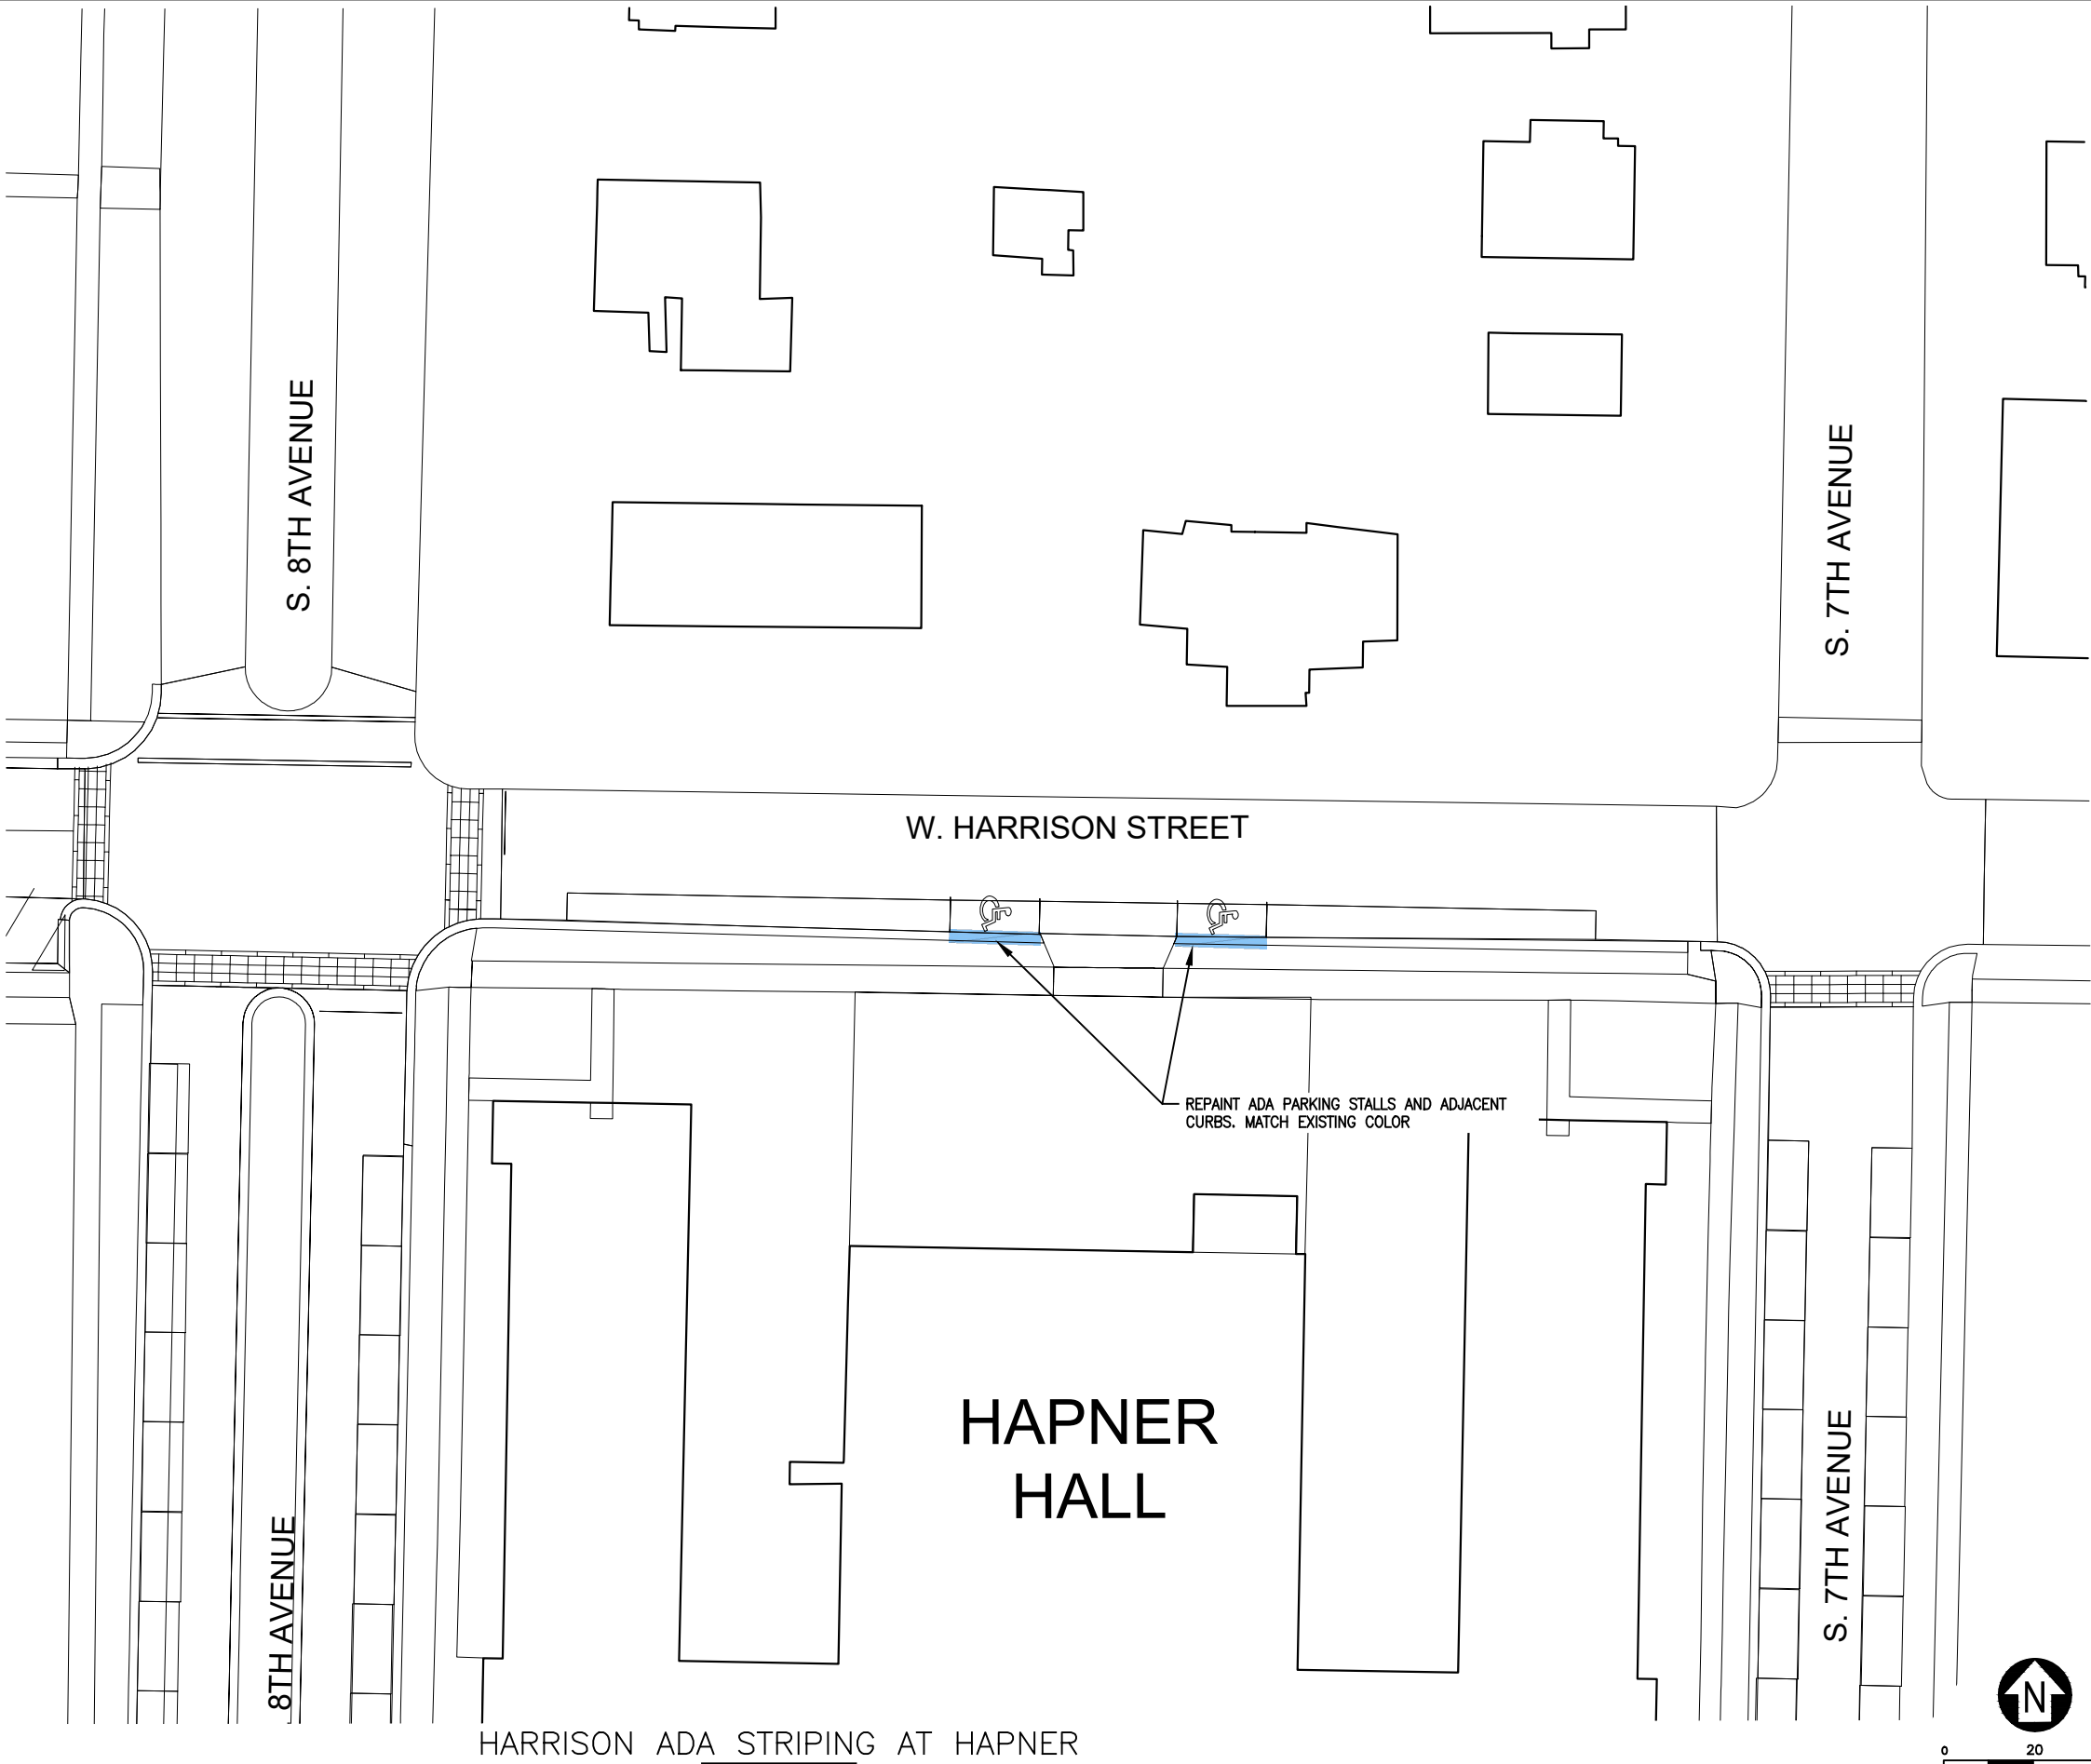 S. 8TH AVENUE
S. 7TH AVENUE
W. HARRISON STREET
REPAINT ADA PARKING STALLS AND ADJACENT
CURBS. MATCH EXISTING COLOR
HAPNER
HALL
8TH AVENUE
S. 7TH AVENUE
N
HARRISON ADA STRIPING AT HAPNER
0 20